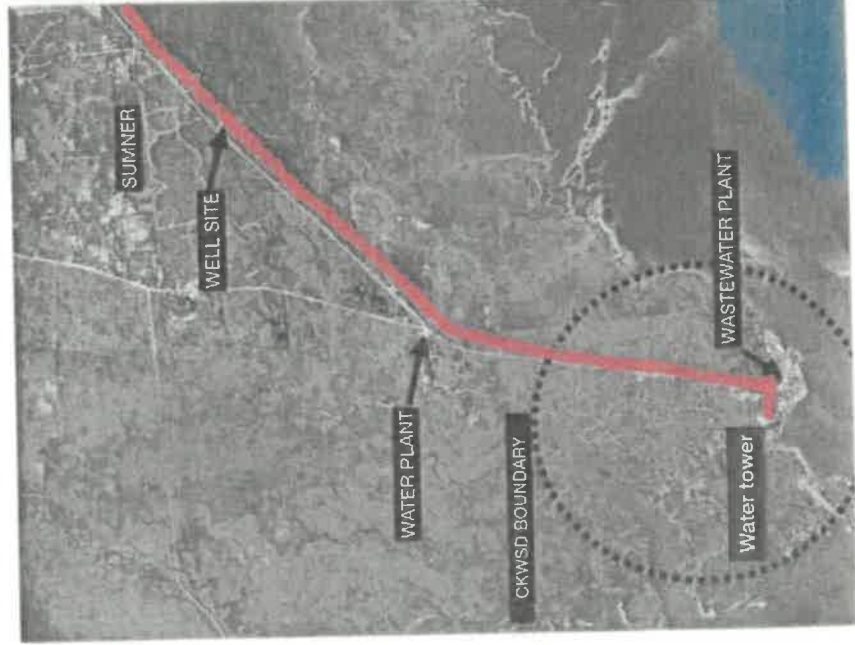 SUMNER
WELL SITE
WATER PLANT
CKWSD BOUNDARY
WASTEWATER PLANT
Water tower